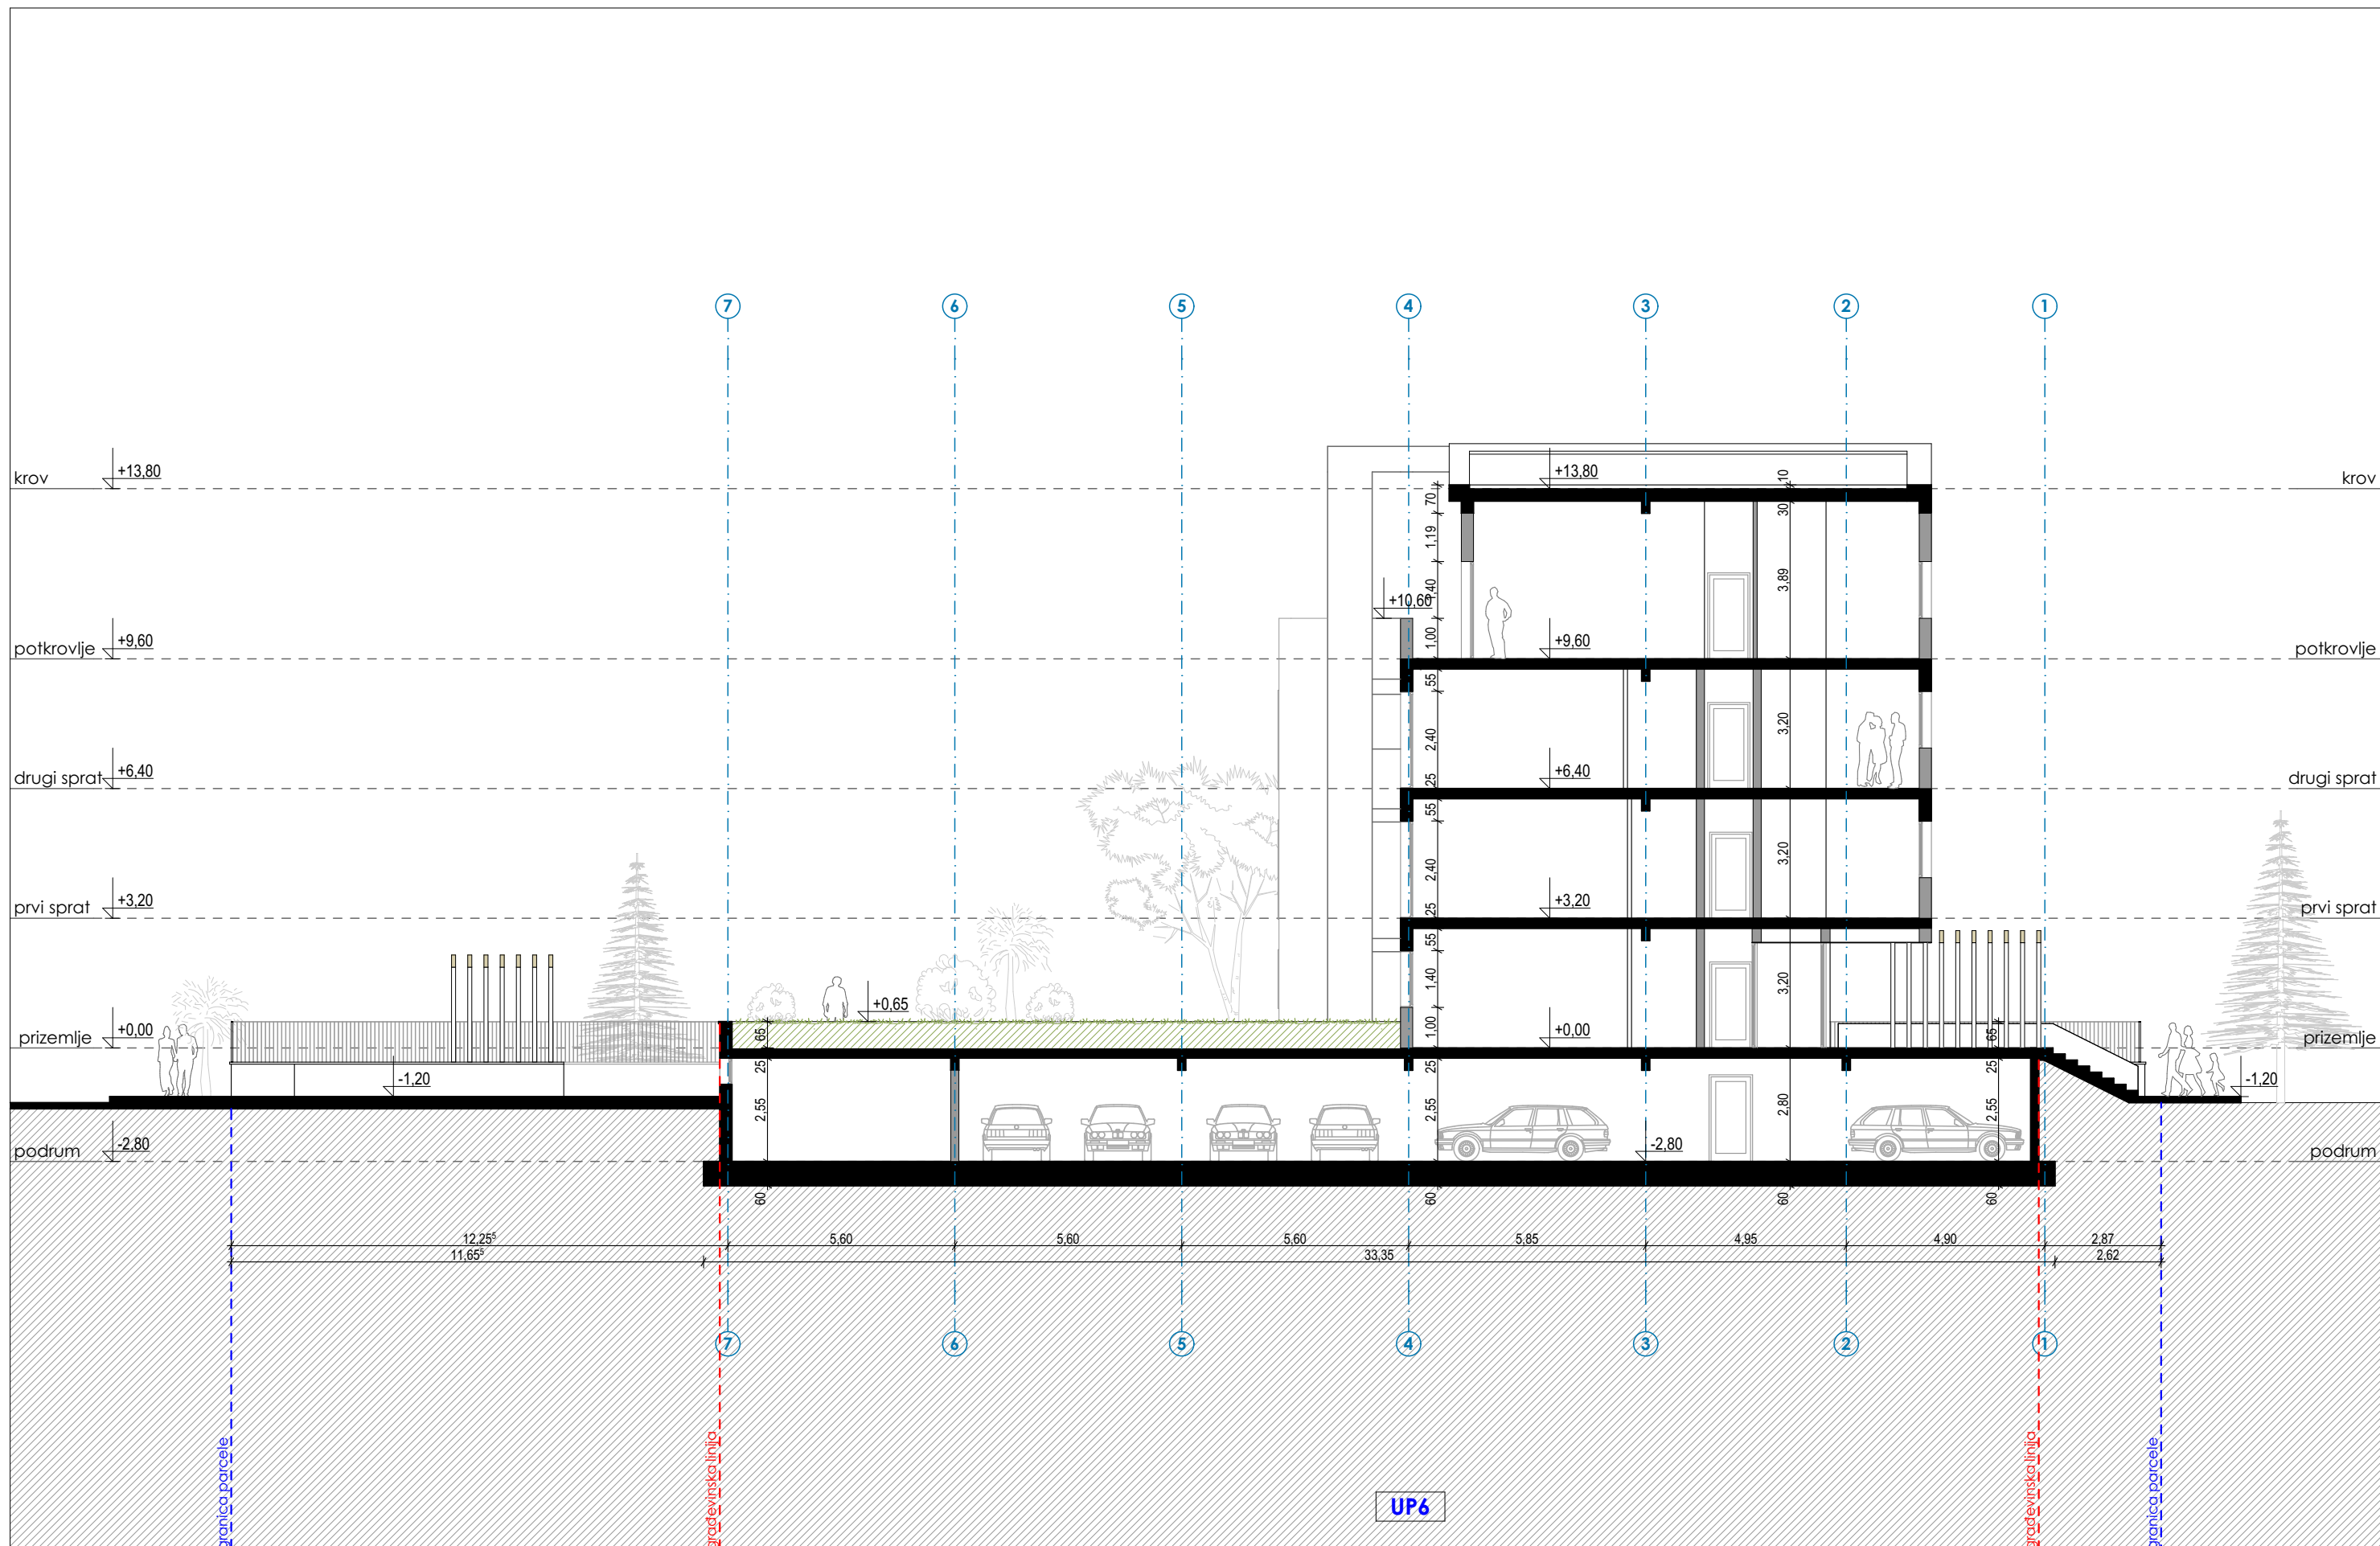 7 6 5 4 3 2 1
krov +13,80 +13,80 krov
10
70
30
1,19
3,89
+10,60
1,00
potkrovlje +9,60 +9,60 potkrovlje
55
3,20
2,40
drugi sprat +6,40 +6,40 drugi sprat
25
55
3,20
2,40
prvi sprat +3,20 +3,20 prvi sprat
25
55
3,20
1,40
+0,65
1,00
65
65
prizemlje +0,00 +0,00 prizemlje
25 25 25
-1,20 -1,20
2,55 2,55 2,80 2,55
podrum -2,80 -2,80 podrum
60 60 60 60
12,25⁵ 5,60 5,60 5,60 5,85 4,95 4,90 2,87
11,65⁵ 33,35 2,62
7 6 5 4 3 2 1
granica parcele
građevinska linija
građevinska linija
granica parcele
UP6